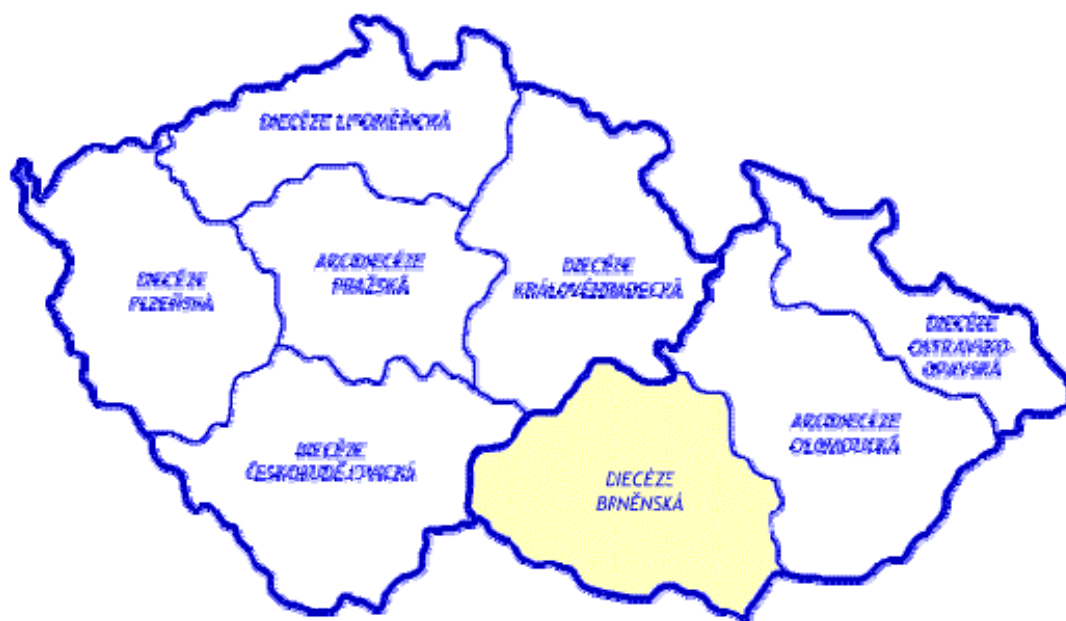 DIECÉZE LITOMĚŘICKÁ
ARCIDIECÉZE
PRAŽSKÁ
DIECÉZE
PLZEŇSKÁ
DIECÉZE
KRÁLOVÉHRADECKÁ
DIECÉZE
OSTRAVSKO-
OPAVSKÁ
ARCIDIECÉZE
OLOMOUCKÁ
DIECÉZE
ČESKOBUDĚJOVICKÁ
DIECÉZE
BRNĚNSKÁ